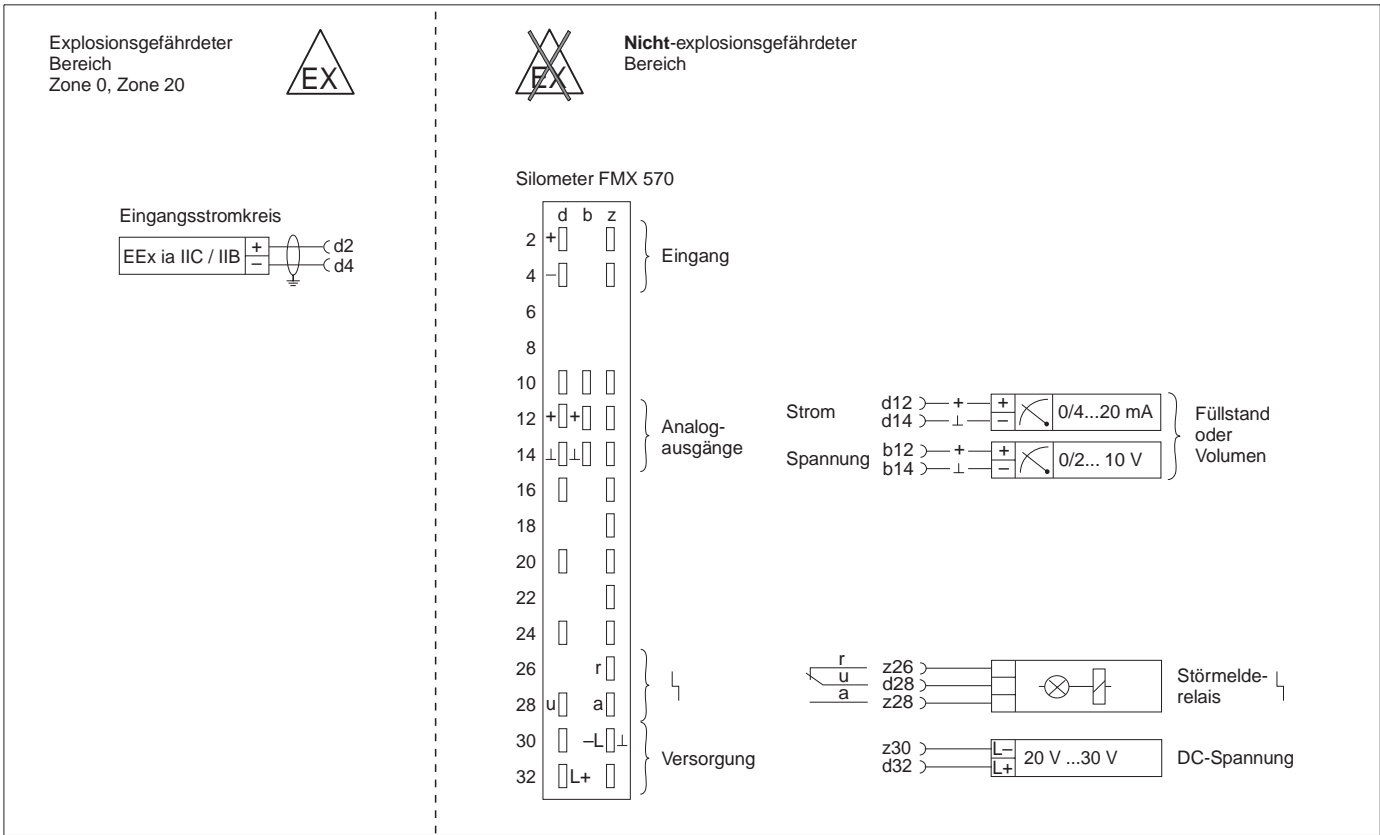 Explosionsgefährdeter
Bereich
Zone 0, Zone 20
EX
EX
Nicht-explosionsgefährdeter
Bereich
Silometer FMX 570
Eingangsstromkreis
EEx ia IIC / IIB
+
–
d2
d4
d b z
2 +
4 –
Eingang
6
8
10
12 + +
14 ⊥ ⊥
Analog-
ausgänge
16
18
20
22
24
26 r
28 u a
30 –L ⊥
32 L+
Versorgung
Strom
d12 + + 0/4...20 mA
d14 ⊥ –
Spannung
b12 + + 0/2... 10 V
b14 ⊥ –
Füllstand
oder
Volumen
r z26
u d28
a z28
Störmelde-
relais
z30 L–
d32 L+
20 V ...30 V
DC-Spannung